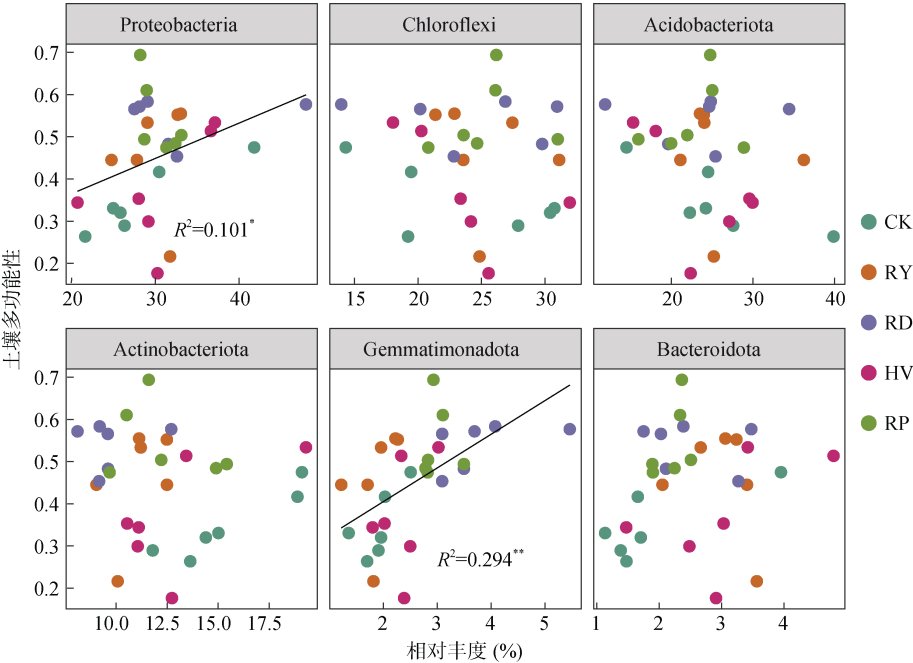 Proteobacteria Chloroflexi Acidobacteriota
0.7
0.6
0.5
0.4
0.3
0.2
R²=0.101*
20 30 40 15 20 25 30 20 30 40
土壤多功能性
Actinobacteriota Gemmatimonadota Bacteroidota
0.7
0.6
0.5
0.4
0.3
0.2
R²=0.294**
10.0 12.5 15.0 17.5 2 3 4 5 1 2 3 4
相对丰度 (%)
CK
RY
RD
HV
RP